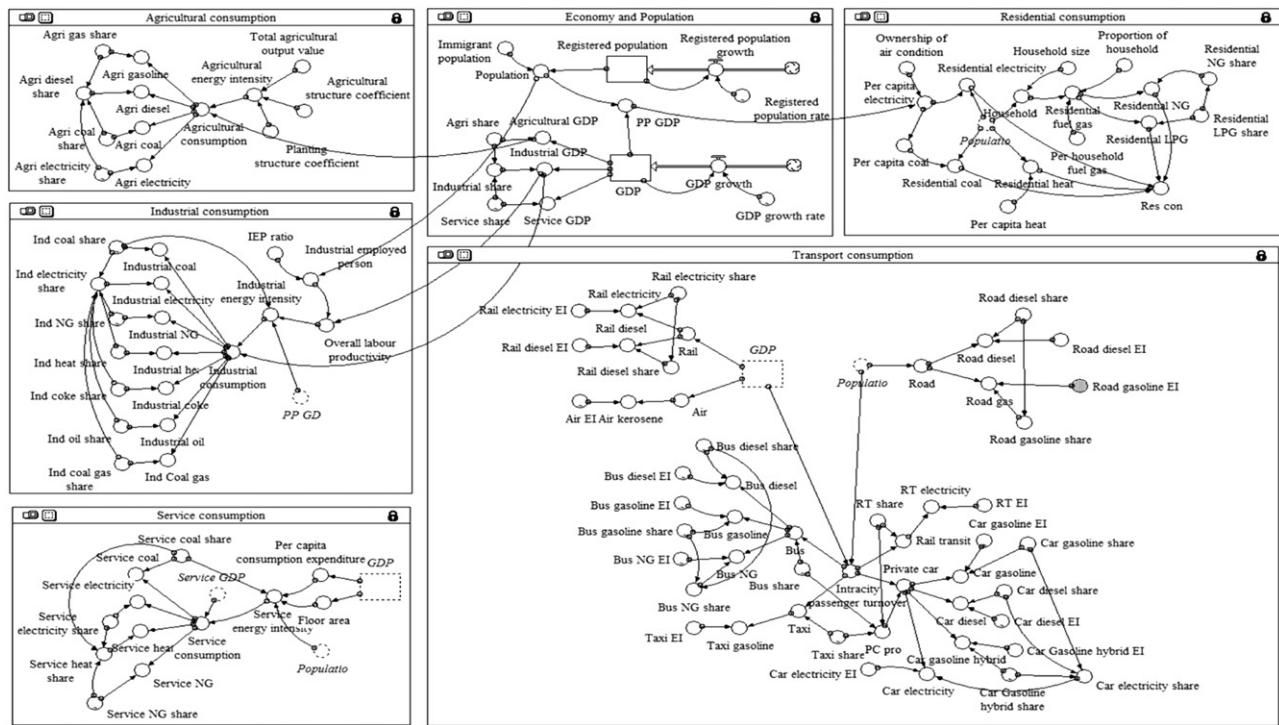 Agricultural consumption
Agri gas share
Total agricultural
output value
Agri gasoline
Agricultural
energy intensity
Agri diesel
share
Agricultural
structure coefficient
Agri diesel
Agri coal
share
Agri coal
Agricultural
consumption
Planting
structure coefficient
Agri electricity
share
Agri electricity
Economy and Population
Immigrant
population
Registered population
Registered population
growth
Population
Registered
population rate
PP GDP
Agri share
Agricultural GDP
Industrial GDP
Industrial share
GDP
GDP growth
Service share
Service GDP
GDP growth rate
Residential consumption
Ownership of
air condition
Household size
Proportion of
household
Residential
NG share
Residential electricity
Per capita
electricity
Household
Residential
fuel gas
Residential NG
Populatio
Residential LPG
Residential
LPG share
Per capita coal
Per household
fuel gas
Residential coal
Residential heat
Res con
Per capita heat
Industrial consumption
Ind coal share
IEP ratio
Industrial employed
person
Industrial coal
Ind electricity
share
Industrial electricity
Industrial
energy intensity
Ind NG share
Industrial NG
Overall labour
productivity
Ind heat share
Industrial he
Industrial
consumption
Ind coke share
Industrial coke
PP GD
Ind oil share
Industrial oil
Ind coal gas
share
Ind Coal gas
Service consumption
Service coal share
Per capita
consumption expenditure
Service coal
GDP
Service electricity
Service GDP
Service
electricity share
Service
energy intensity
Floor area
Service heat
Service
consumption
Service heat
share
Populatio
Service NG
Service NG share
Transport consumption
Rail electricity share
Rail electricity
Rail electricity EI
Rail diesel
Rail diesel EI
Rail
Rail diesel share
GDP
Air EI
Air kerosene
Air
Road diesel share
Road diesel
Road diesel EI
Populatio
Road
Road gasoline EI
Road gas
Road gasoline share
Bus diesel share
Bus diesel EI
Bus diesel
Bus gasoline EI
Bus gasoline share
Bus gasoline
Bus
Bus NG EI
Bus NG
Bus share
Bus NG share
RT share
RT electricity
RT EI
Rail transit
Car gasoline
EI
Car gasoline share
Private car
Car gasoline
Intracity
passenger turnover
Car diesel share
Taxi EI
Taxi gasoline
Taxi
Taxi share
PC pro
Car diesel
Car diesel EI
Car gasoline hybrid
Car Gasoline hybrid EI
Car electricity EI
Car electricity
Car Gasoline
hybrid share
Car electricity share